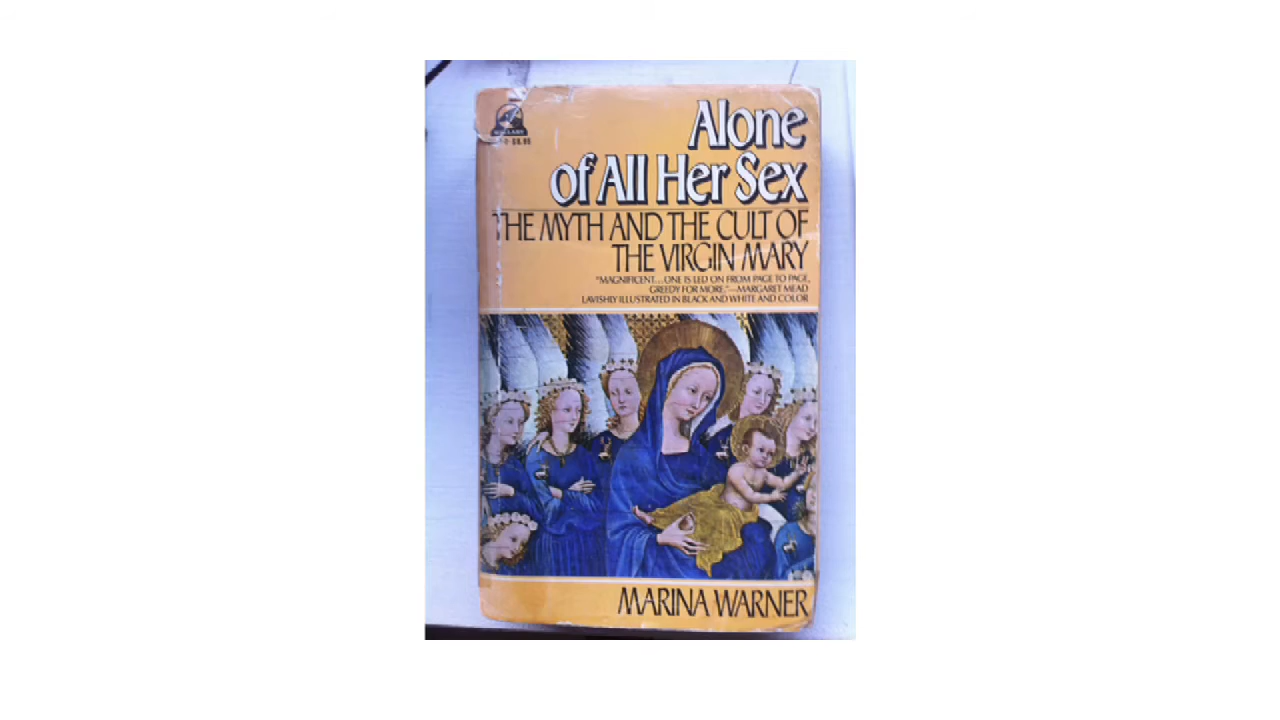 Alone
of All Her Sex
THE MYTH AND THE CULT OF
THE VIRGIN MARY
"MAGNIFICENT...ONE IS LED ON FROM PAGE TO PAGE,
GREEDY FOR MORE."—MARGARET MEAD
LAVISHLY ILLUSTRATED IN BLACK AND WHITE AND COLOR
MARINA WARNER